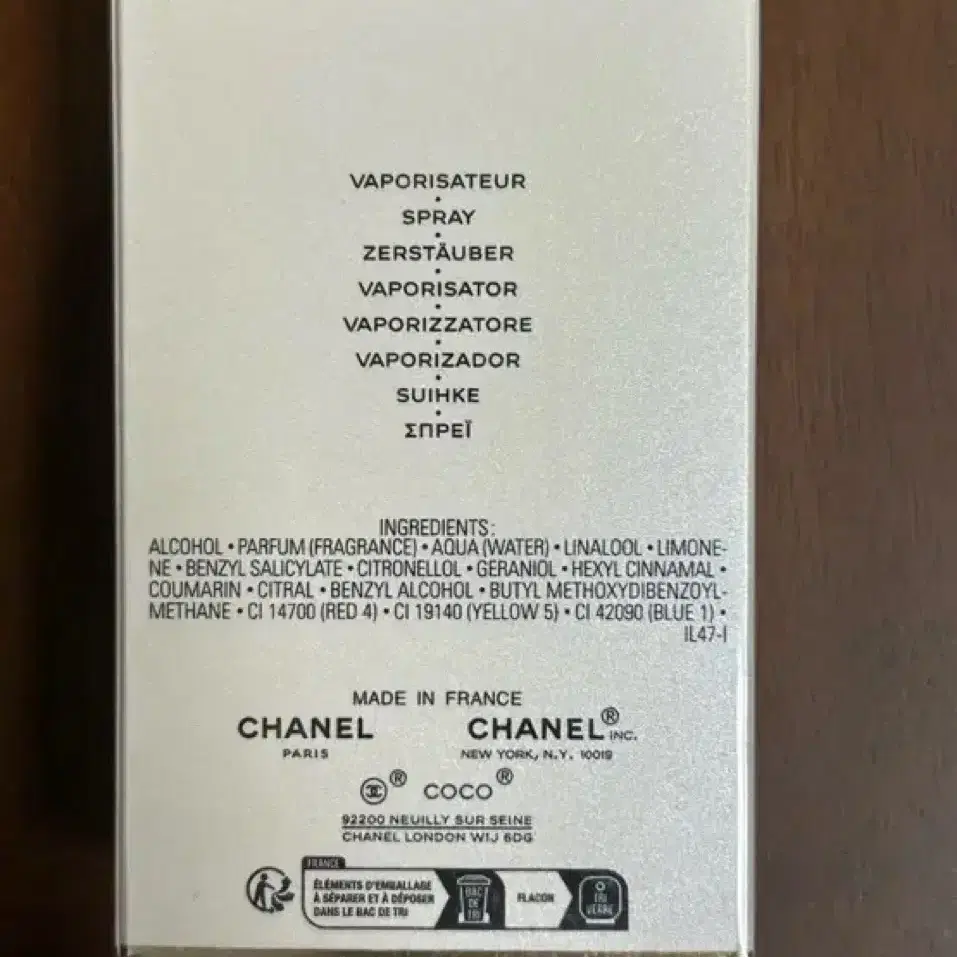 VAPORISATEUR
•
SPRAY
•
ZERSTÄUBER
•
VAPORISATOR
•
VAPORIZZATORE
•
VAPORIZADOR
•
SUIHKE
•
ΣΠΡΕΪ
INGREDIENTS:
ALCOHOL • PARFUM (FRAGRANCE) • AQUA (WATER) • LINALOOL • LIMONE-
NE • BENZYL SALICYLATE • CITRONELLOL • GERANIOL • HEXYL CINNAMAL •
COUMARIN • CITRAL • BENZYL ALCOHOL • BUTYL METHOXYDIBENZOYL-
METHANE • CI 14700 (RED 4) • CI 19140 (YELLOW 5) • CI 42090 (BLUE 1) •
IL47-I
MADE IN FRANCE
CHANEL CHANEL® INC.
PARIS NEW YORK, N.Y. 10019
® COCO®
92200 NEUILLY SUR SEINE
CHANEL LONDON W1J 6DG
FRANCE
ÉLÉMENTS D'EMBALLAGE
À SÉPARER ET À DÉPOSER
DANS LE BAC DE TRI
BAC
DE
TRI
FLACON
TRI
VERRE